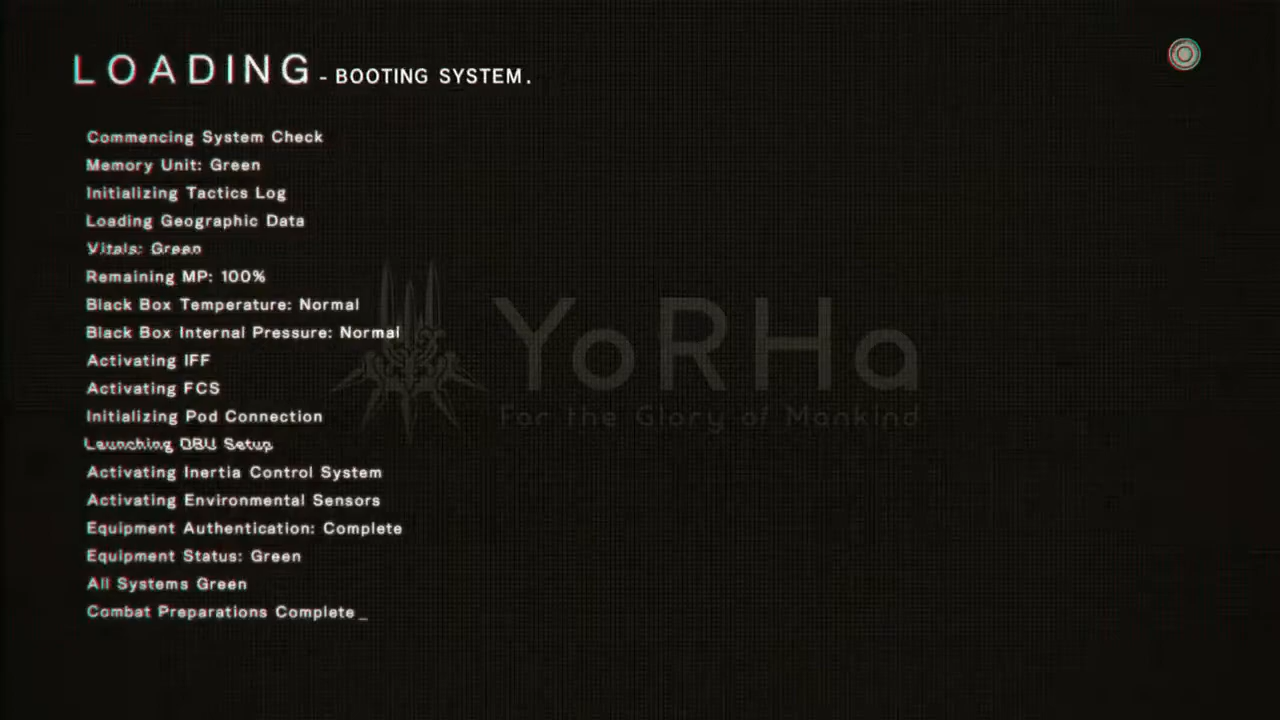 LOADING - BOOTING SYSTEM.
Commencing System Check
Memory Unit: Green
Initializing Tactics Log
Loading Geographic Data
Vitals: Green
Remaining MP: 100%
Black Box Temperature: Normal
Black Box Internal Pressure: Normal
Activating IFF
Activating FCS
Initializing Pod Connection
Launching DBU Setup
Activating Inertia Control System
Activating Environmental Sensors
Equipment Authentication: Complete
Equipment Status: Green
All Systems Green
Combat Preparations Complete _
YoRHa
For the Glory of Mankind